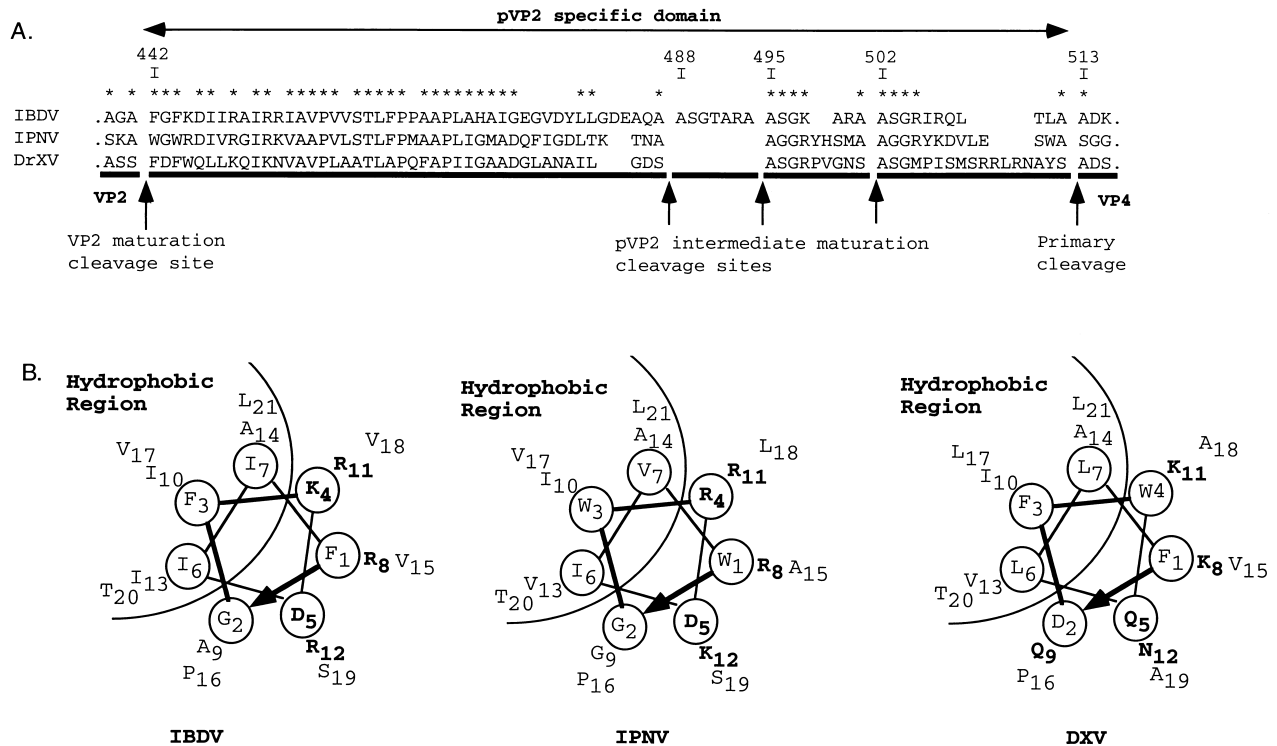 A.
pVP2 specific domain
442 488 495 502 513
I I I I I
* * *** ** * ** ***** ***** ********* ** * **** * **** * *
IBDV .AGA FGFKDIIRAIRRIAVPVVSTLFPPAAPLAHAIGEGVDYLLGDEAQA ASGTARA ASGK ARA ASGRIRQL TLA ADK.
IPNV .SKA WGWRDIVRGIRKVAAPVLSTLFPMAAPLIGMADQFIGDLTK TNA AGGRYHSMA AGGRYKDVLE SWA SGG.
DrXV .ASS FDFWQLLKQIKNVAVPLAATLAPQFAPIIGAADGLANAIL GDS ASGRPVGNS ASGMPISMSRRLRNAYS ADS.
VP2 VP4
VP2 maturation pVP2 intermediate maturation Primary
cleavage site cleavage sites cleavage
B.
Hydrophobic
Region
L21
A14
V18
V17
I10
I7
R11
K4
F3
F1
R8
V15
I6
I13
T20
G2
D5
A9
R12
P16
S19
IBDV
Hydrophobic
Region
L21
A14
L18
V17
I10
V7
R11
R4
W3
W1
R8
A15
I6
V13
T20
G2
D5
G9
K12
P16
S19
IPNV
Hydrophobic
Region
L21
A14
A18
L17
I10
L7
K11
W4
F3
F1
K8
V15
L6
V13
T20
D2
Q5
Q9
N12
P16
A19
DXV